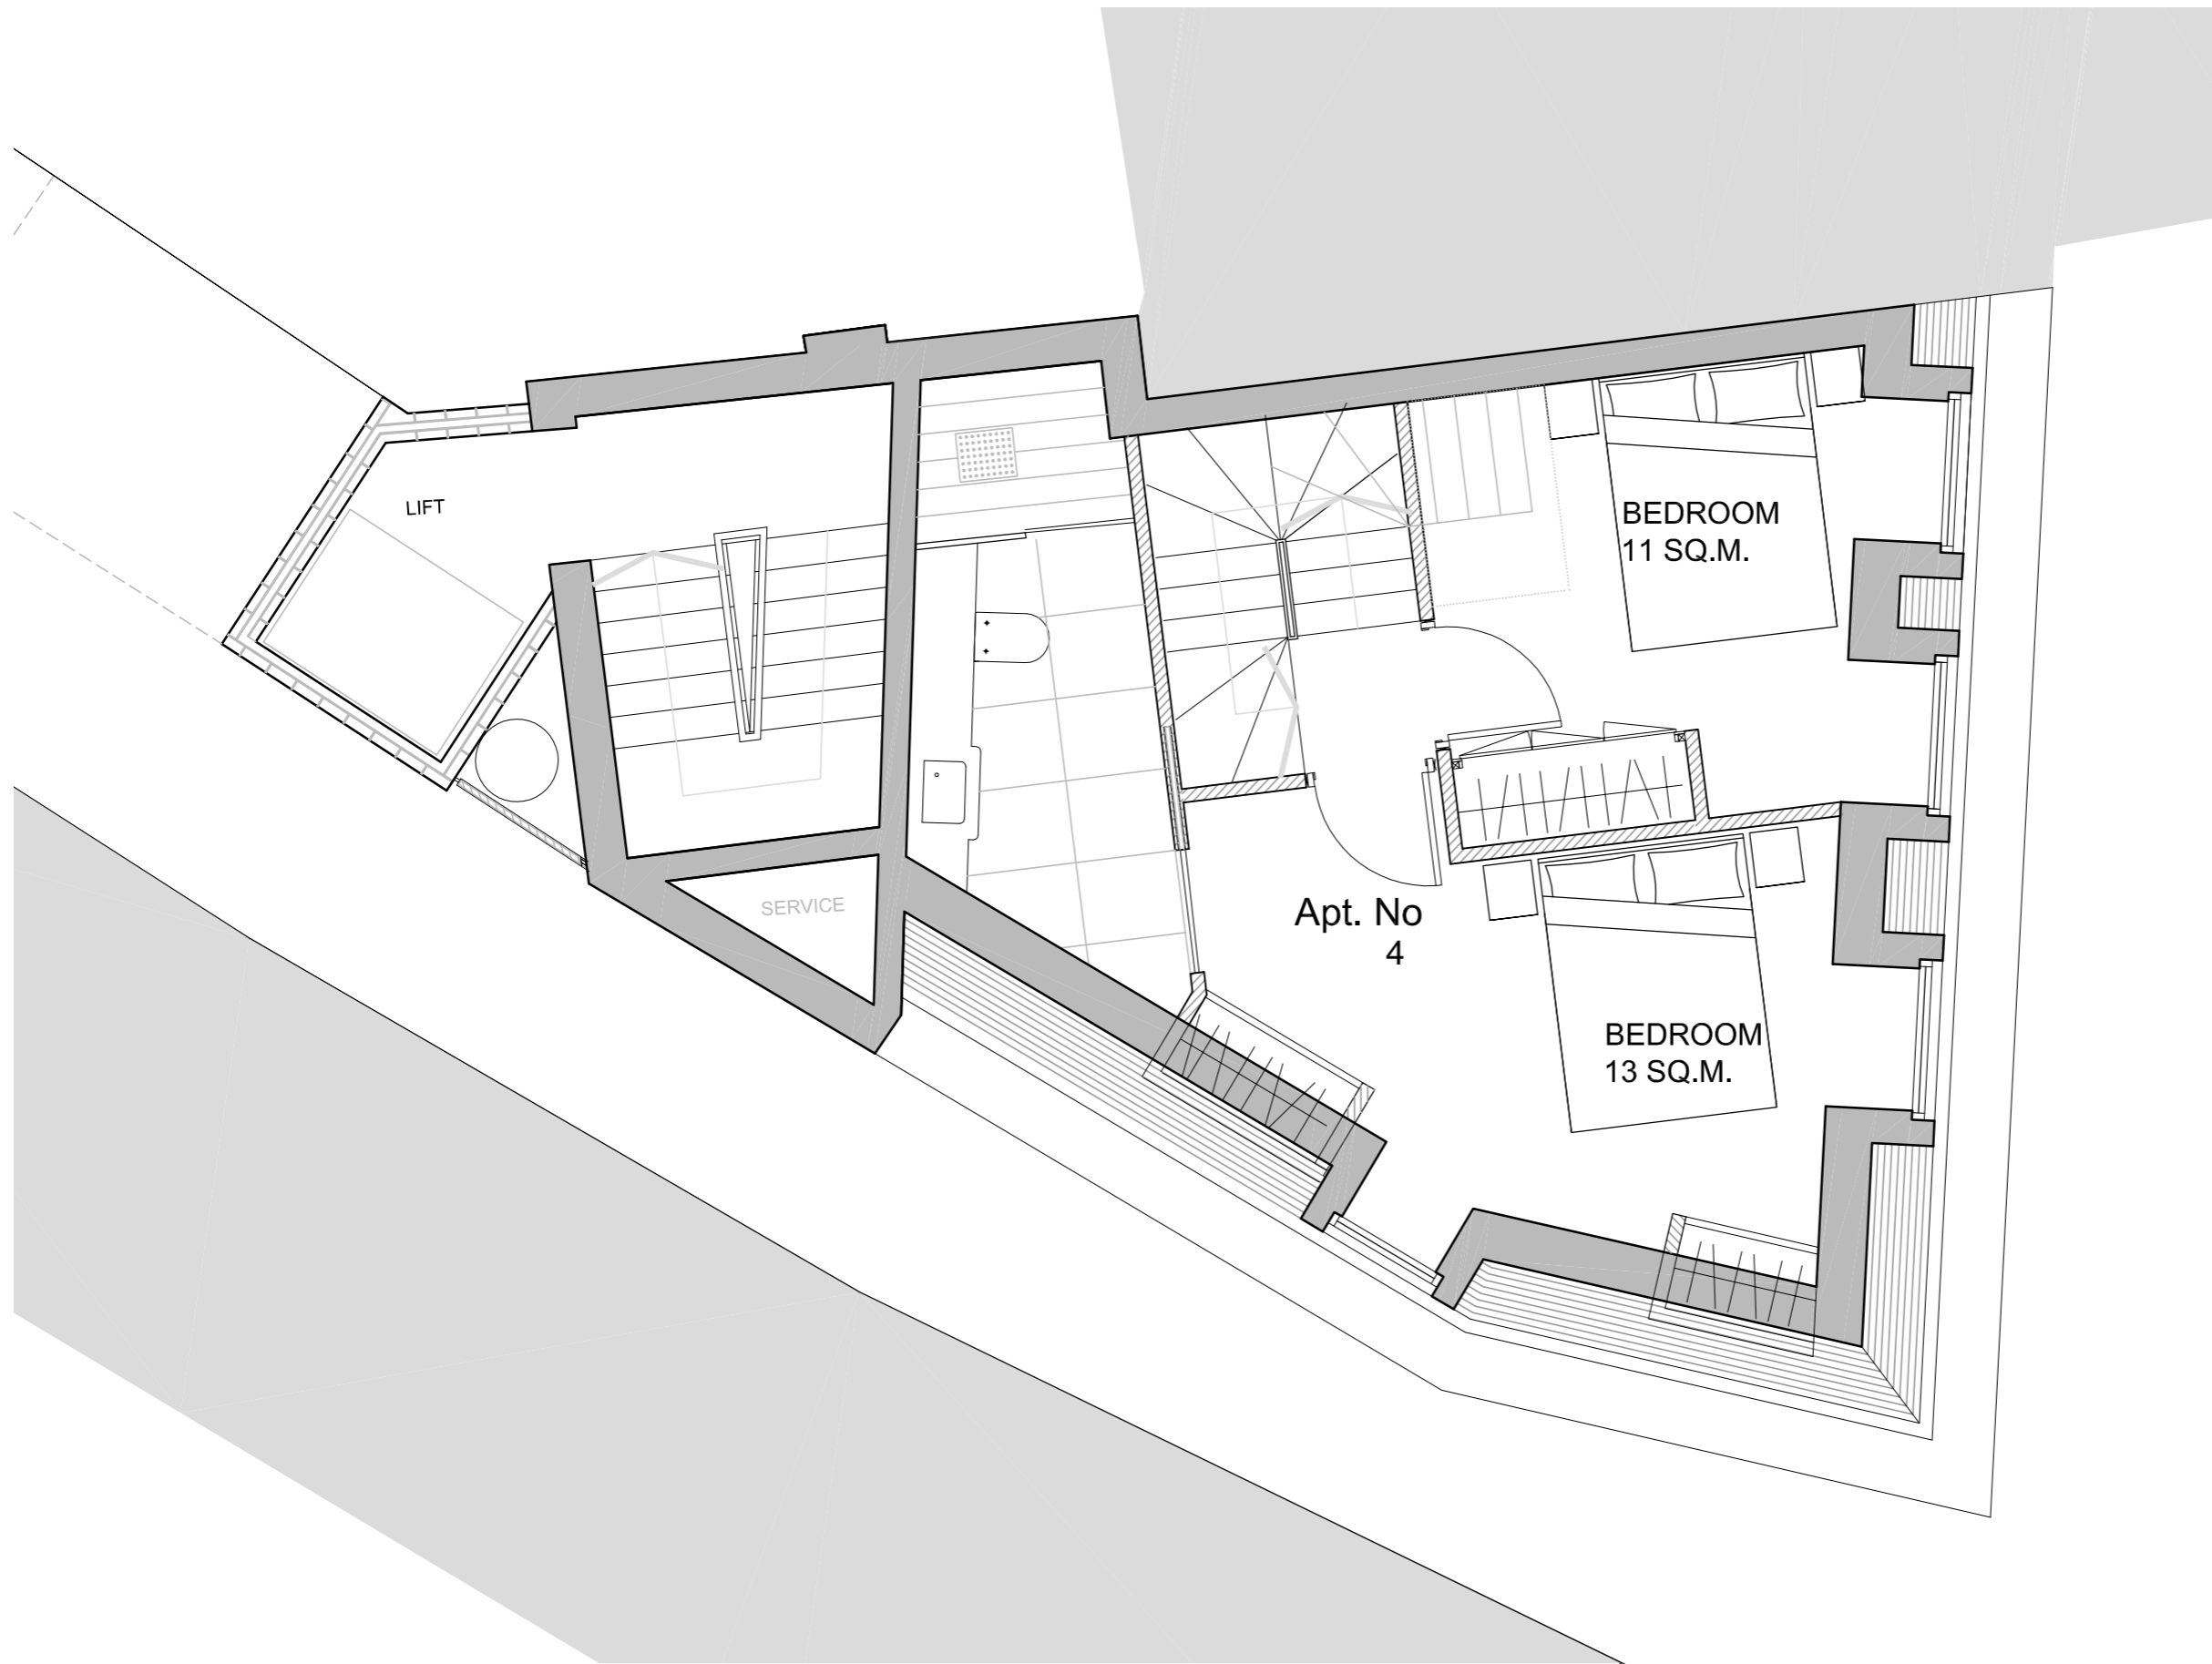 LIFT
BEDROOM
11 SQ.M.
SERVICE
Apt. No
4
BEDROOM
13 SQ.M.